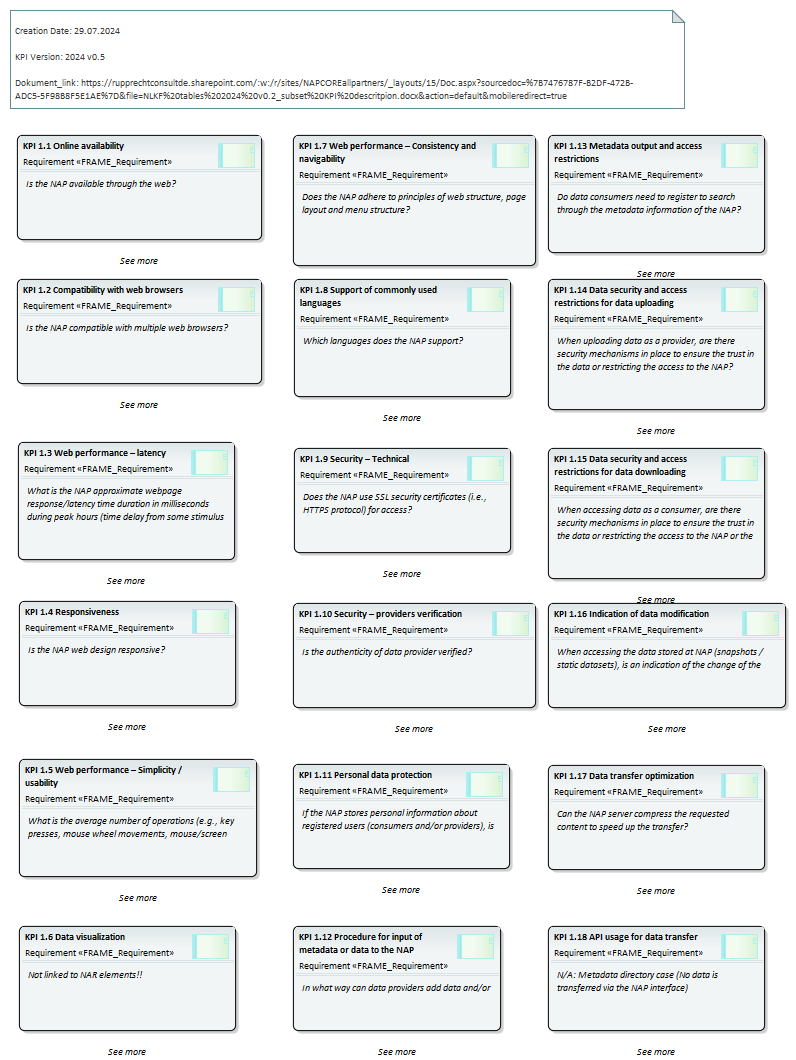 Creation Date: 29.07.2024
KPI Version: 2024 v0.5
Dokument_link: https://rupprechtconsultde.sharepoint.com/:w:/r/sites/NAPCOREallpartners/_layouts/15/Doc.aspx?sourcedoc=%7B7476787F-B2DF-472B-
ADC5-5F98B8F5E1AE%7D&file=NLKF%20tables%202024%20v0.2_subset%20KPI%20descritpion.docx&action=default&mobileredirect=true
KPI 1.1 Online availability
Requirement «FRAME_Requirement»
Is the NAP available through the web?
See more
KPI 1.2 Compatibility with web browsers
Requirement «FRAME_Requirement»
Is the NAP compatible with multiple web browsers?
See more
KPI 1.3 Web performance – latency
Requirement «FRAME_Requirement»
What is the NAP approximate webpage
response/latency time duration in milliseconds
during peak hours (time delay from some stimulus
See more
KPI 1.4 Responsiveness
Requirement «FRAME_Requirement»
Is the NAP web design responsive?
See more
KPI 1.5 Web performance – Simplicity /
usability
Requirement «FRAME_Requirement»
What is the average number of operations (e.g., key
presses, mouse wheel movements, mouse/screen
See more
KPI 1.6 Data visualization
Requirement «FRAME_Requirement»
Not linked to NAR elements!!
See more
KPI 1.7 Web performance – Consistency and
navigability
Requirement «FRAME_Requirement»
Does the NAP adhere to principles of web structure, page
layout and menu structure?
KPI 1.8 Support of commonly used
languages
Requirement «FRAME_Requirement»
Which languages does the NAP support?
See more
KPI 1.9 Security – Technical
Requirement «FRAME_Requirement»
Does the NAP use SSL security certificates (i.e.,
HTTPS protocol) for access?
See more
KPI 1.10 Security – providers verification
Requirement «FRAME_Requirement»
Is the authenticity of data provider verified?
See more
KPI 1.11 Personal data protection
Requirement «FRAME_Requirement»
If the NAP stores personal information about
registered users (consumers and/or providers), is
See more
KPI 1.12 Procedure for input of
metadata or data to the NAP
Requirement «FRAME_Requirement»
In what way can data providers add data and/or
See more
KPI 1.13 Metadata output and access
restrictions
Requirement «FRAME_Requirement»
Do data consumers need to register to search
through the metadata information of the NAP?
See more
KPI 1.14 Data security and access
restrictions for data uploading
Requirement «FRAME_Requirement»
When uploading data as a provider, are there
security mechanisms in place to ensure the trust in
the data or restricting the access to the NAP?
See more
KPI 1.15 Data security and access
restrictions for data downloading
Requirement «FRAME_Requirement»
When accessing data as a consumer, are there
security mechanisms in place to ensure the trust in
the data or restricting the access to the NAP or the
See more
KPI 1.16 Indication of data modification
Requirement «FRAME_Requirement»
When accessing the data stored at NAP (snapshots /
static datasets), is an indication of the change of the
See more
KPI 1.17 Data transfer optimization
Requirement «FRAME_Requirement»
Can the NAP server compress the requested
content to speed up the transfer?
See more
KPI 1.18 API usage for data transfer
Requirement «FRAME_Requirement»
N/A: Metadata directory case (No data is
transferred via the NAP interface)
See more